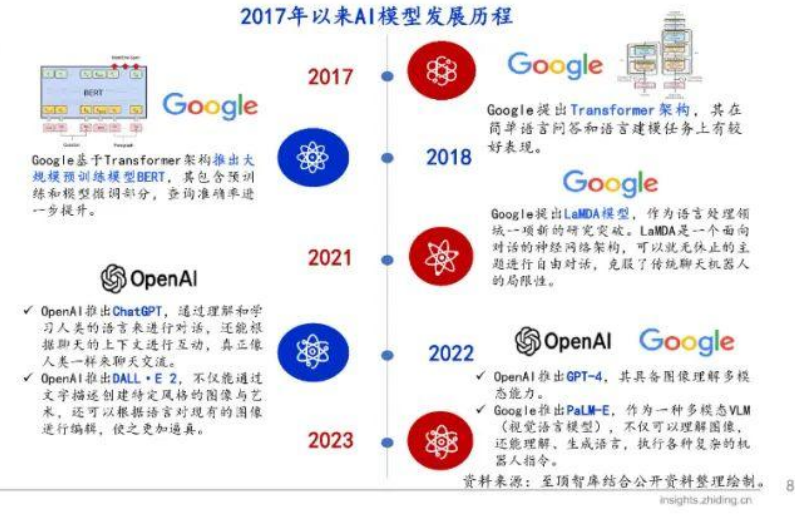 2017年以来AI模型发展历程
2017
Google
Google提出Transformer架构，其在
简单语言问答和语言建模任务上有较
好表现。
BERT
Google
Google基于Transformer架构推出大
规模预训练模型BERT，其包含预训
练和模型微调部分，查询准确率进
一步提升。
2018
Google
Google提出LaMDA模型，作为语言处理领
域一项新的研究突破。LaMDA是一个面向
对话的神经网络架构，可以就无休止的主
题进行自由对话，克服了传统聊天机器人
的局限性。
2021
OpenAI
✓ OpenAI推出ChatGPT，通过理解和学
习人类的语言来进行对话，还能根
据聊天的上下文进行互动，真正像
人类一样来聊天交流。
✓ OpenAI推出DALL·E 2，不仅能通过
文字描述创建特定风格的图像与艺
术，还可以根据语言对现有的图像
进行编辑，使之更加逼真。
2022
OpenAI Google
✓ OpenAI推出GPT-4，其具备图像理解多模
态能力。
✓ Google推出PaLM-E，作为一种多模态VLM
（视觉语言模型），不仅可以理解图像，
还能理解、生成语言，执行各种复杂的机
器人指令。
2023
资料来源：至顶智库结合公开资料整理绘制。
8
insights.zhiding.cn